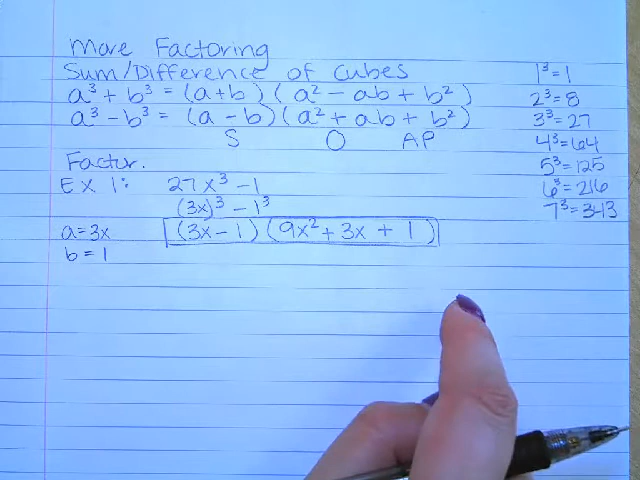 More Factoring
Sum/Difference of Cubes
a³ + b³ = (a + b)(a² - ab + b²)
a³ - b³ = (a - b)(a² + ab + b²)
S O AP
Factor.
EX 1: 27x³ - 1
(3x)³ - 1³
a = 3x (3x - 1)(9x² + 3x + 1)
b = 1
1³ = 1
2³ = 8
3³ = 27
4³ = 64
5³ = 125
6³ = 216
7³ = 343